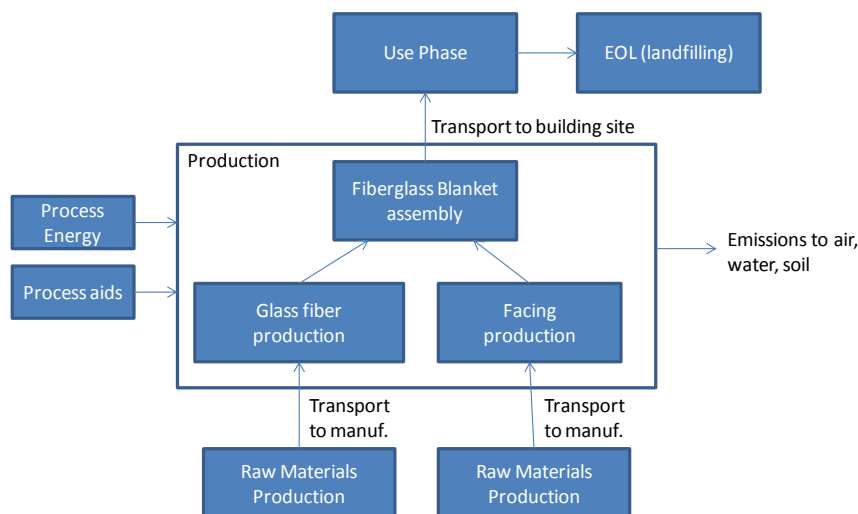 Use Phase
EOL (landfilling)
Transport to building site
Production
Fiberglass Blanket
assembly
Process
Energy
Emissions to air,
water, soil
Process aids
Glass fiber
production
Facing
production
Transport
to manuf.
Transport
to manuf.
Raw Materials
Production
Raw Materials
Production